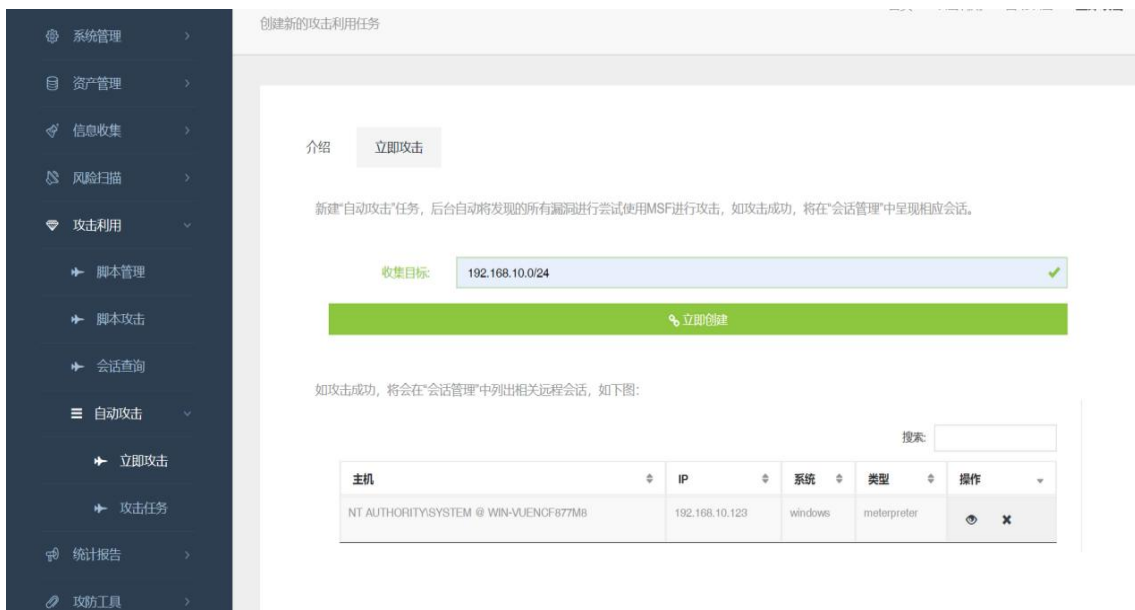 创建新的攻击利用任务
系统管理
资产管理
信息收集
风险扫描
攻击利用
脚本管理
脚本攻击
会话查询
自动攻击
立即攻击
攻击任务
统计报告
攻防工具
介绍 立即攻击
新建“自动攻击”任务，后台自动将发现的所有漏洞进行尝试使用MSF进行攻击，如攻击成功，将在“会话管理”中呈现相应会话。
收集目标: 192.168.10.0/24
立即创建
如攻击成功，将会在“会话管理”中列出相关远程会话，如下图：
搜索:
主机 IP 系统 类型 操作
NT AUTHORITY\SYSTEM @ WIN-VUENCF877M8 192.168.10.123 windows meterpreter